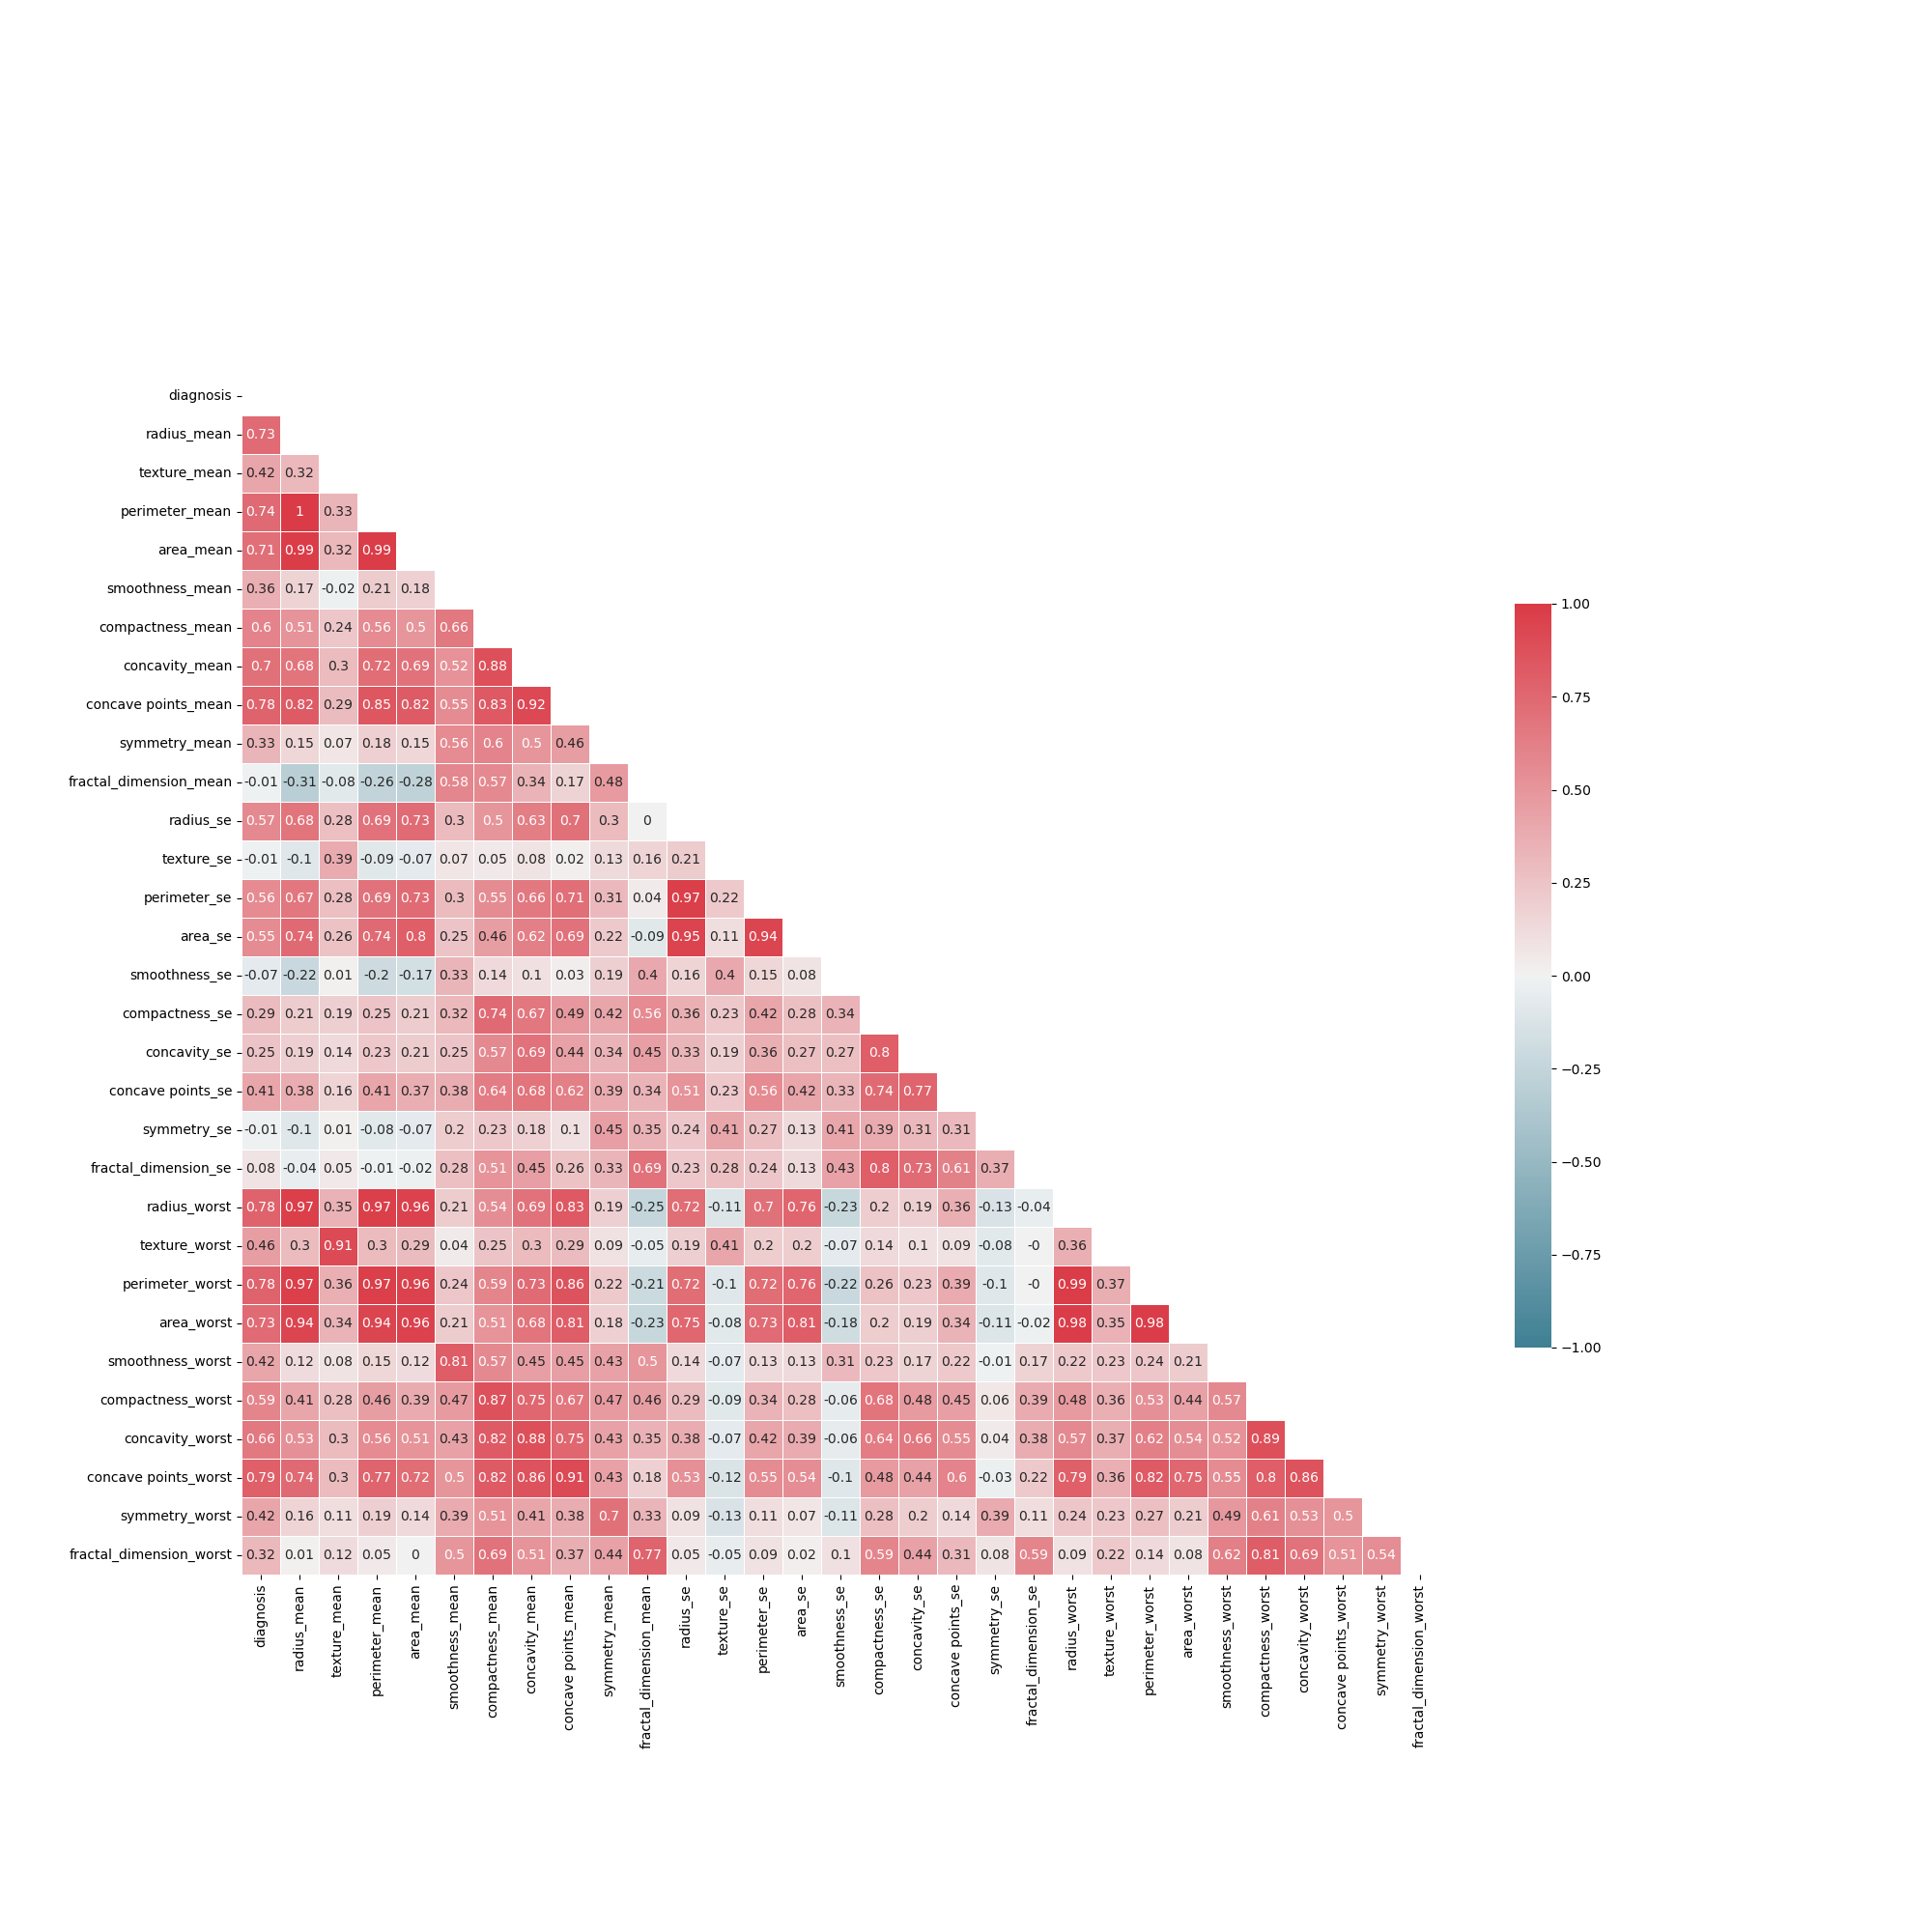 diagnosis
radius_mean 0.73
texture_mean 0.42 0.32
perimeter_mean 0.74 1 0.33
area_mean 0.71 0.99 0.32 0.99
smoothness_mean 0.36 0.17 -0.02 0.21 0.18
compactness_mean 0.6 0.51 0.24 0.56 0.5 0.66
concavity_mean 0.7 0.68 0.3 0.72 0.69 0.52 0.88
concave points_mean 0.78 0.82 0.29 0.85 0.82 0.55 0.83 0.92
symmetry_mean 0.33 0.15 0.07 0.18 0.15 0.56 0.6 0.5 0.46
fractal_dimension_mean -0.01 -0.31 -0.08 -0.26 -0.28 0.58 0.57 0.34 0.17 0.48
radius_se 0.57 0.68 0.28 0.69 0.73 0.3 0.5 0.63 0.7 0.3 0
texture_se -0.01 -0.1 0.39 -0.09 -0.07 0.07 0.05 0.08 0.02 0.13 0.16 0.21
perimeter_se 0.56 0.67 0.28 0.69 0.73 0.3 0.55 0.66 0.71 0.31 0.04 0.97 0.22
area_se 0.55 0.74 0.26 0.74 0.8 0.25 0.46 0.62 0.69 0.22 -0.09 0.95 0.11 0.94
smoothness_se -0.07 -0.22 0.01 -0.2 -0.17 0.33 0.14 0.1 0.03 0.19 0.4 0.16 0.4 0.15 0.08
compactness_se 0.29 0.21 0.19 0.25 0.21 0.32 0.74 0.67 0.49 0.42 0.56 0.36 0.23 0.42 0.28 0.34
concavity_se 0.25 0.19 0.14 0.23 0.21 0.25 0.57 0.69 0.44 0.34 0.45 0.33 0.19 0.36 0.27 0.27 0.8
concave points_se 0.41 0.38 0.16 0.41 0.37 0.38 0.64 0.68 0.62 0.39 0.34 0.51 0.23 0.56 0.42 0.33 0.74 0.77
symmetry_se -0.01 -0.1 0.01 -0.08 -0.07 0.2 0.23 0.18 0.1 0.45 0.35 0.24 0.41 0.27 0.13 0.41 0.39 0.31 0.31
fractal_dimension_se 0.08 -0.04 0.05 -0.01 -0.02 0.28 0.51 0.45 0.26 0.33 0.69 0.23 0.28 0.24 0.13 0.43 0.8 0.73 0.61 0.37
radius_worst 0.78 0.97 0.35 0.97 0.96 0.21 0.54 0.69 0.83 0.19 -0.25 0.72 -0.11 0.7 0.76 -0.23 0.2 0.19 0.36 -0.13 -0.04
texture_worst 0.46 0.3 0.91 0.3 0.29 0.04 0.25 0.3 0.29 0.09 -0.05 0.19 0.41 0.2 0.2 -0.07 0.14 0.1 0.09 -0.08 -0 0.36
perimeter_worst 0.78 0.97 0.36 0.97 0.96 0.24 0.59 0.73 0.86 0.22 -0.21 0.72 -0.1 0.72 0.76 -0.22 0.26 0.23 0.39 -0.1 -0 0.99 0.37
area_worst 0.73 0.94 0.34 0.94 0.96 0.21 0.51 0.68 0.81 0.18 -0.23 0.75 -0.08 0.73 0.81 -0.18 0.2 0.19 0.34 -0.11 -0.02 0.98 0.35 0.98
smoothness_worst 0.42 0.12 0.08 0.15 0.12 0.81 0.57 0.45 0.45 0.43 0.5 0.14 -0.07 0.13 0.13 0.31 0.23 0.17 0.22 -0.01 0.17 0.22 0.23 0.24 0.21
compactness_worst 0.59 0.41 0.28 0.46 0.39 0.47 0.87 0.75 0.67 0.47 0.46 0.29 -0.09 0.34 0.28 -0.06 0.68 0.48 0.45 0.06 0.39 0.48 0.36 0.53 0.44 0.57
concavity_worst 0.66 0.53 0.3 0.56 0.51 0.43 0.82 0.88 0.75 0.43 0.35 0.38 -0.07 0.42 0.39 -0.06 0.64 0.66 0.55 0.04 0.38 0.57 0.37 0.62 0.54 0.52 0.89
concave points_worst 0.79 0.74 0.3 0.77 0.72 0.5 0.82 0.86 0.91 0.43 0.18 0.53 -0.12 0.55 0.54 -0.1 0.48 0.44 0.6 -0.03 0.22 0.79 0.36 0.82 0.75 0.55 0.8 0.86
symmetry_worst 0.42 0.16 0.11 0.19 0.14 0.39 0.51 0.41 0.38 0.7 0.33 0.09 -0.13 0.11 0.07 -0.11 0.28 0.2 0.14 0.39 0.11 0.24 0.23 0.27 0.21 0.49 0.61 0.53 0.5
fractal_dimension_worst 0.32 0.01 0.12 0.05 0 0.5 0.69 0.51 0.37 0.44 0.77 0.05 -0.05 0.09 0.02 0.1 0.59 0.44 0.31 0.08 0.59 0.09 0.22 0.14 0.08 0.62 0.81 0.69 0.51 0.54
diagnosis
radius_mean
texture_mean
perimeter_mean
area_mean
smoothness_mean
compactness_mean
concavity_mean
concave points_mean
symmetry_mean
fractal_dimension_mean
radius_se
texture_se
perimeter_se
area_se
smoothness_se
compactness_se
concavity_se
concave points_se
symmetry_se
fractal_dimension_se
radius_worst
texture_worst
perimeter_worst
area_worst
smoothness_worst
compactness_worst
concavity_worst
concave points_worst
symmetry_worst
fractal_dimension_worst
1.00
0.75
0.50
0.25
0.00
−0.25
−0.50
−0.75
−1.00